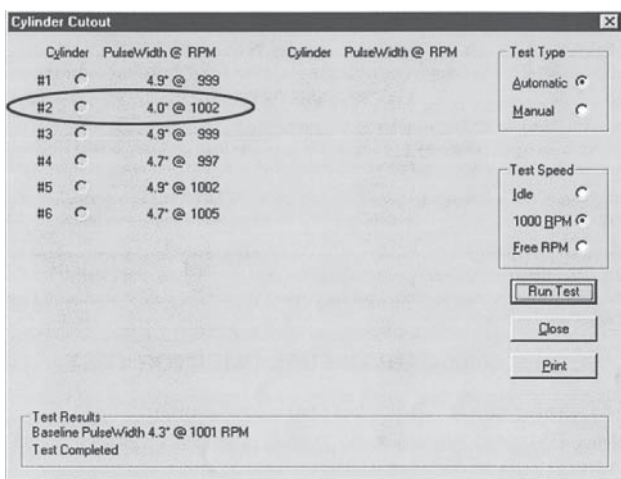 Cylinder Cutout
Cylinder PulseWidth @ RPM Cylinder PulseWidth @ RPM
#1 4.9° @ 999
#2 4.0° @ 1002
#3 4.9° @ 999
#4 4.7° @ 997
#5 4.9° @ 1002
#6 4.7° @ 1005
Test Type
Automatic
Manual
Test Speed
Idle
1000 RPM
Free RPM
Run Test
Close
Print
Test Results
Baseline PulseWidth 4.3° @ 1001 RPM
Test Completed